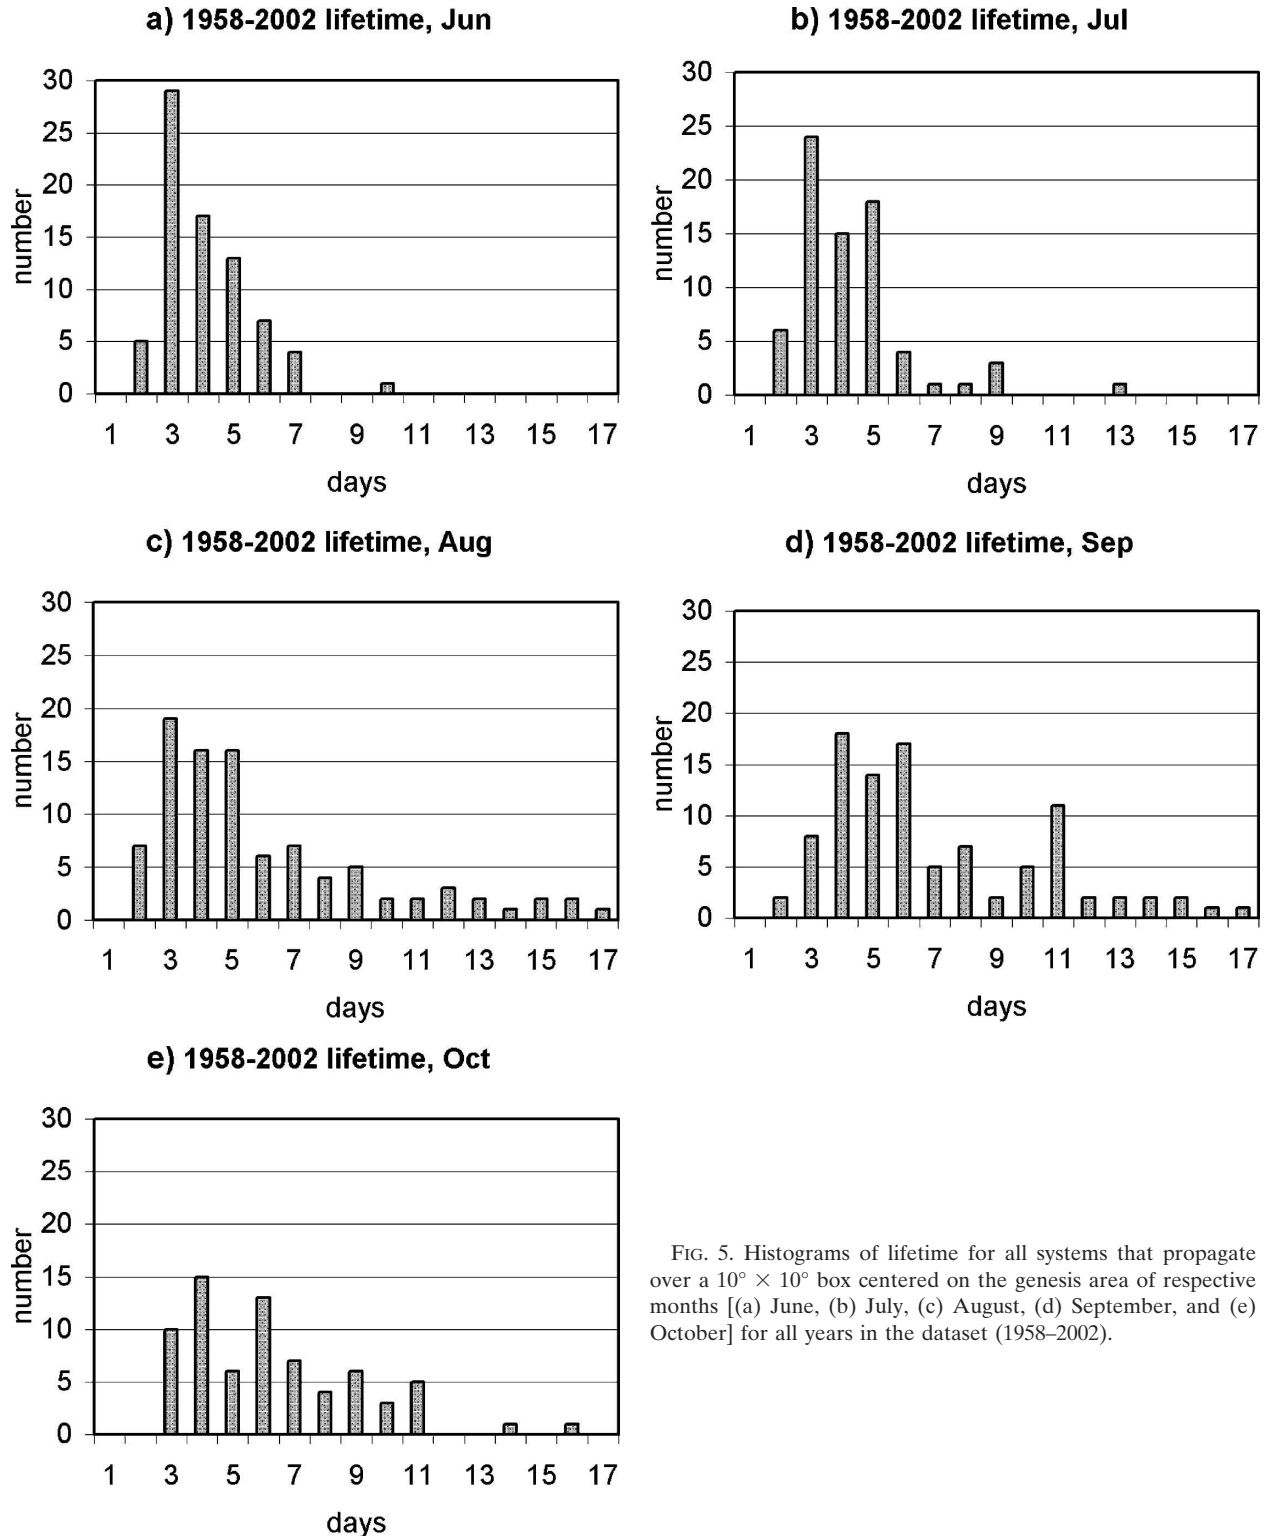 a) 1958-2002 lifetime, Jun
30
25
20
15
10
5
0
number
1 3 5 7 9 11 13 15 17
days
b) 1958-2002 lifetime, Jul
30
25
20
15
10
5
0
number
1 3 5 7 9 11 13 15 17
days
c) 1958-2002 lifetime, Aug
30
25
20
15
10
5
0
number
1 3 5 7 9 11 13 15 17
days
d) 1958-2002 lifetime, Sep
30
25
20
15
10
5
0
number
1 3 5 7 9 11 13 15 17
days
e) 1958-2002 lifetime, Oct
30
25
20
15
10
5
0
number
1 3 5 7 9 11 13 15 17
days
FIG. 5. Histograms of lifetime for all systems that propagate
over a 10° × 10° box centered on the genesis area of respective
months [(a) June, (b) July, (c) August, (d) September, and (e)
October] for all years in the dataset (1958–2002).